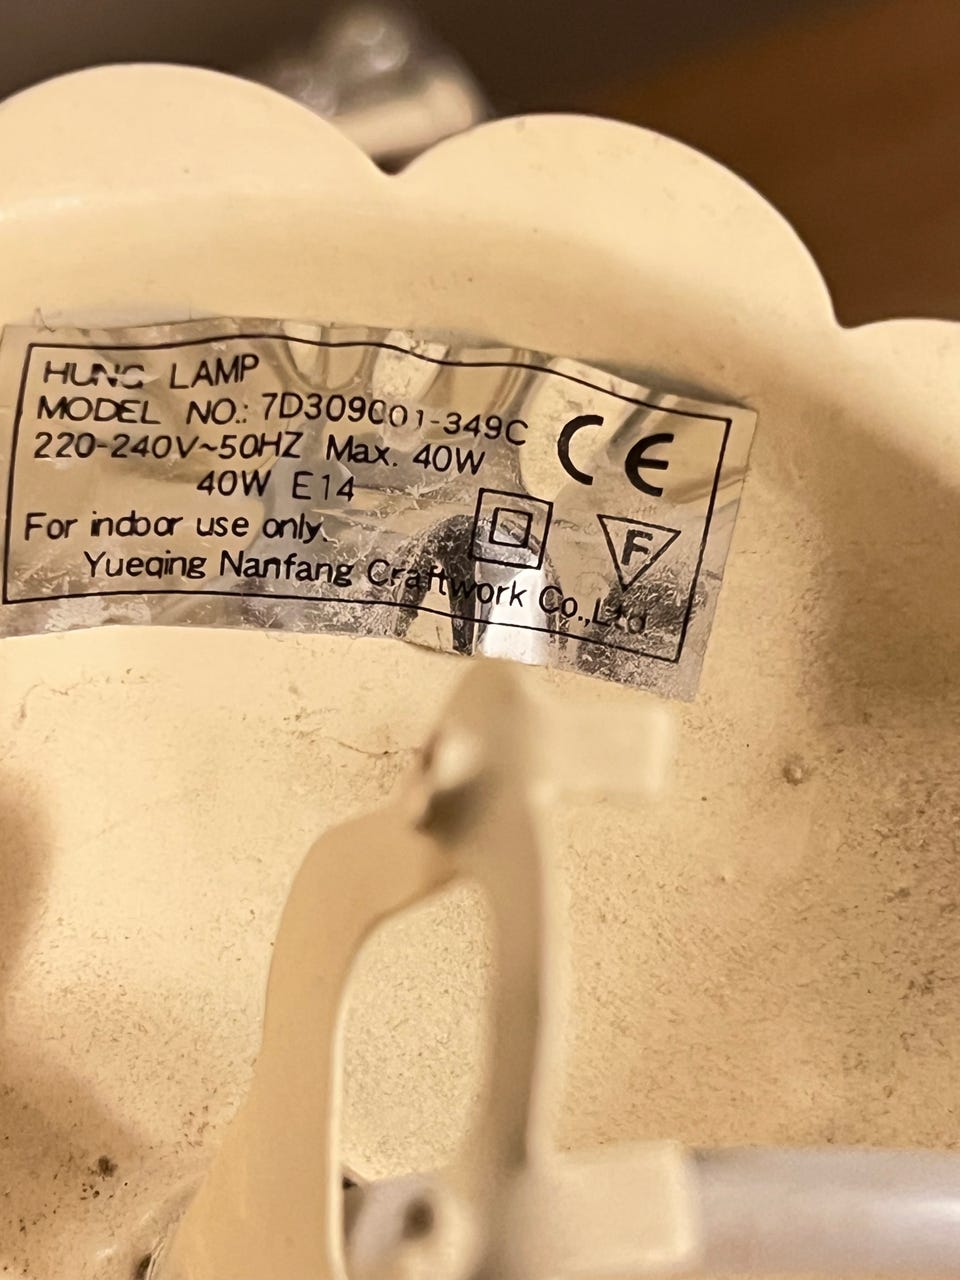 HUNG LAMP
MODEL NO.: 7D309C01-349C
220-240V~50HZ Max. 40W
40W E14
For indoor use only.
Yueqing Nanfang Craftwork Co.,Ltd
CE
F